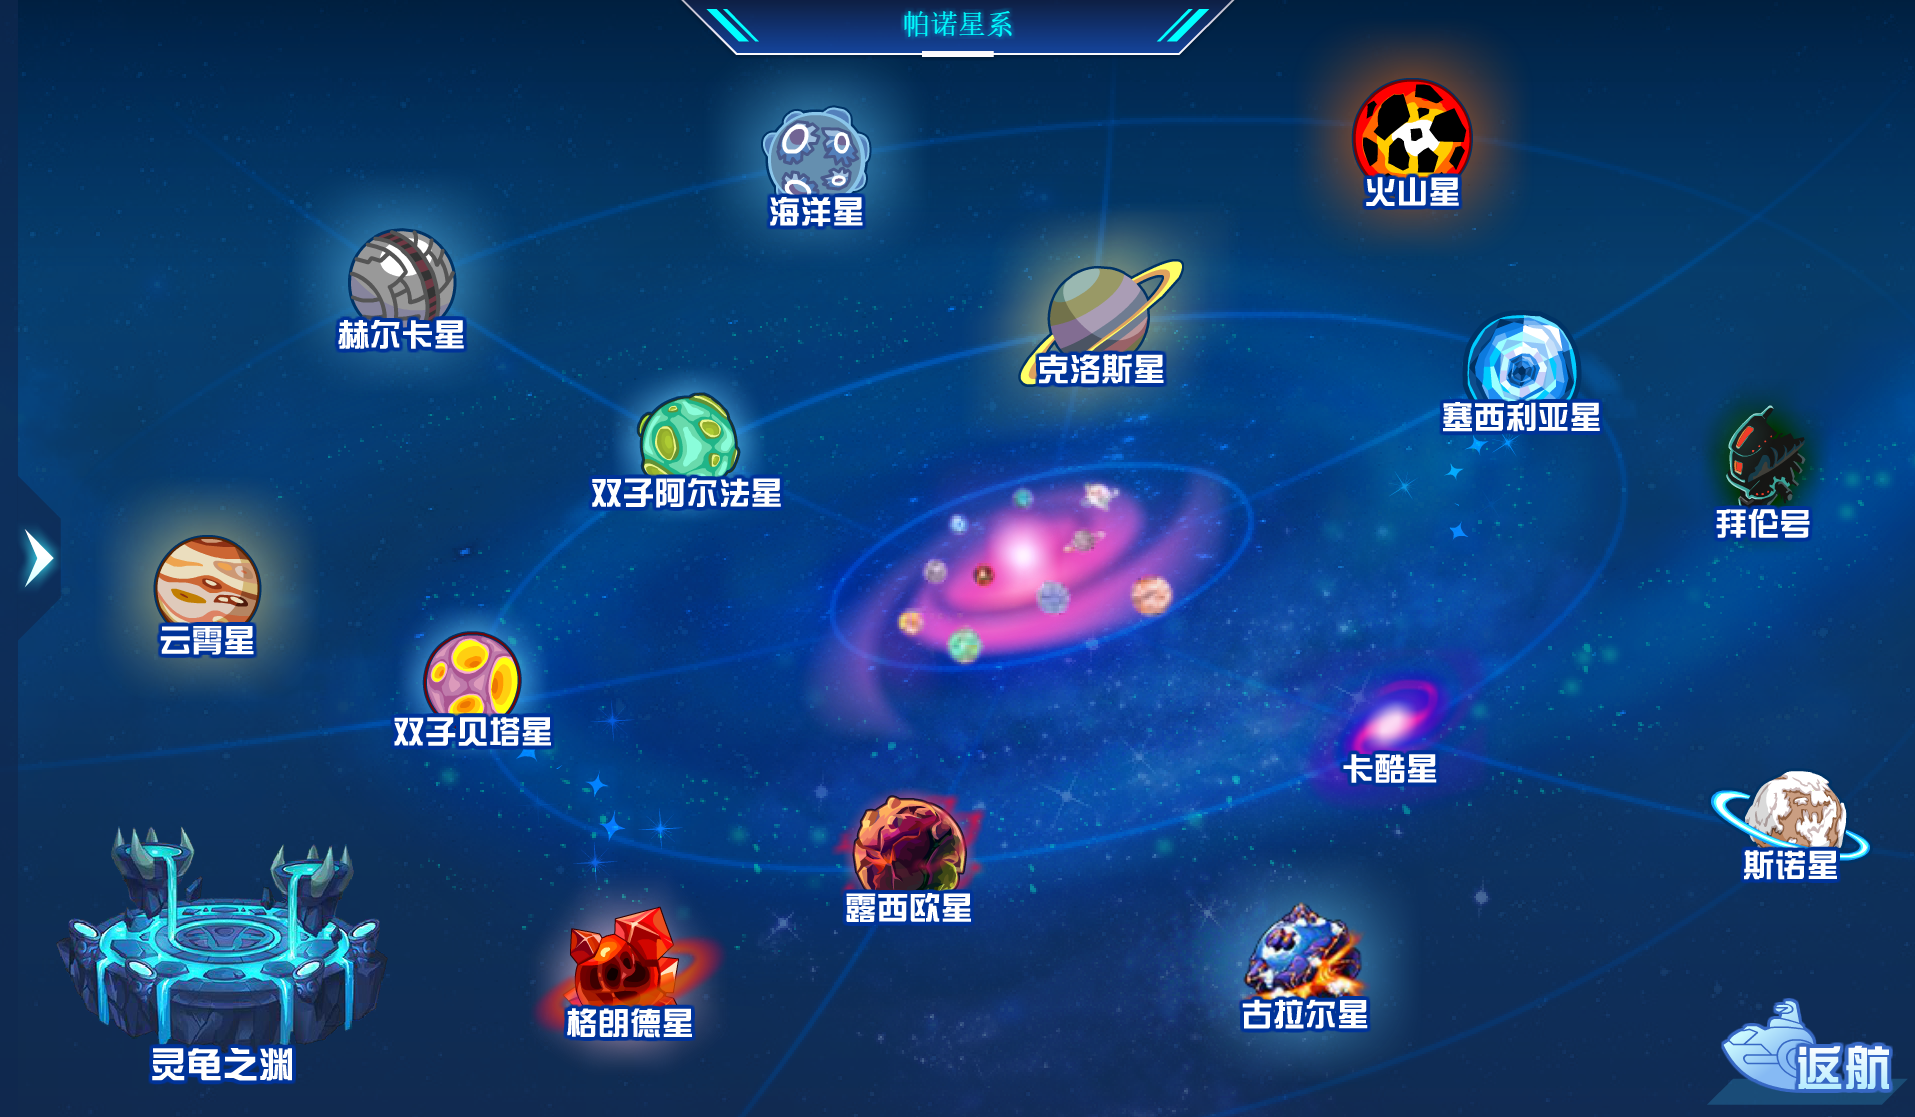 帕诺星系
火山星
海洋星
赫尔卡星
克洛斯星
塞西利亚星
双子阿尔法星
拜伦号
云霄星
双子贝塔星
卡酷星
斯诺星
露西欧星
古拉尔星
格朗德星
灵龟之渊
返航